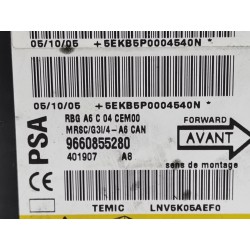 05/10/05 +5EKB5P0004540N*
05/10/05 +5EKB5P0004540N*
PSA
RBG A6 C 04 CEM00
MRSC/G3I/4-A6 CAN
9660855280
401907 A6
FORWARD
AVANT
sens de montage
CE
TEMIC LNV5K05AEF0